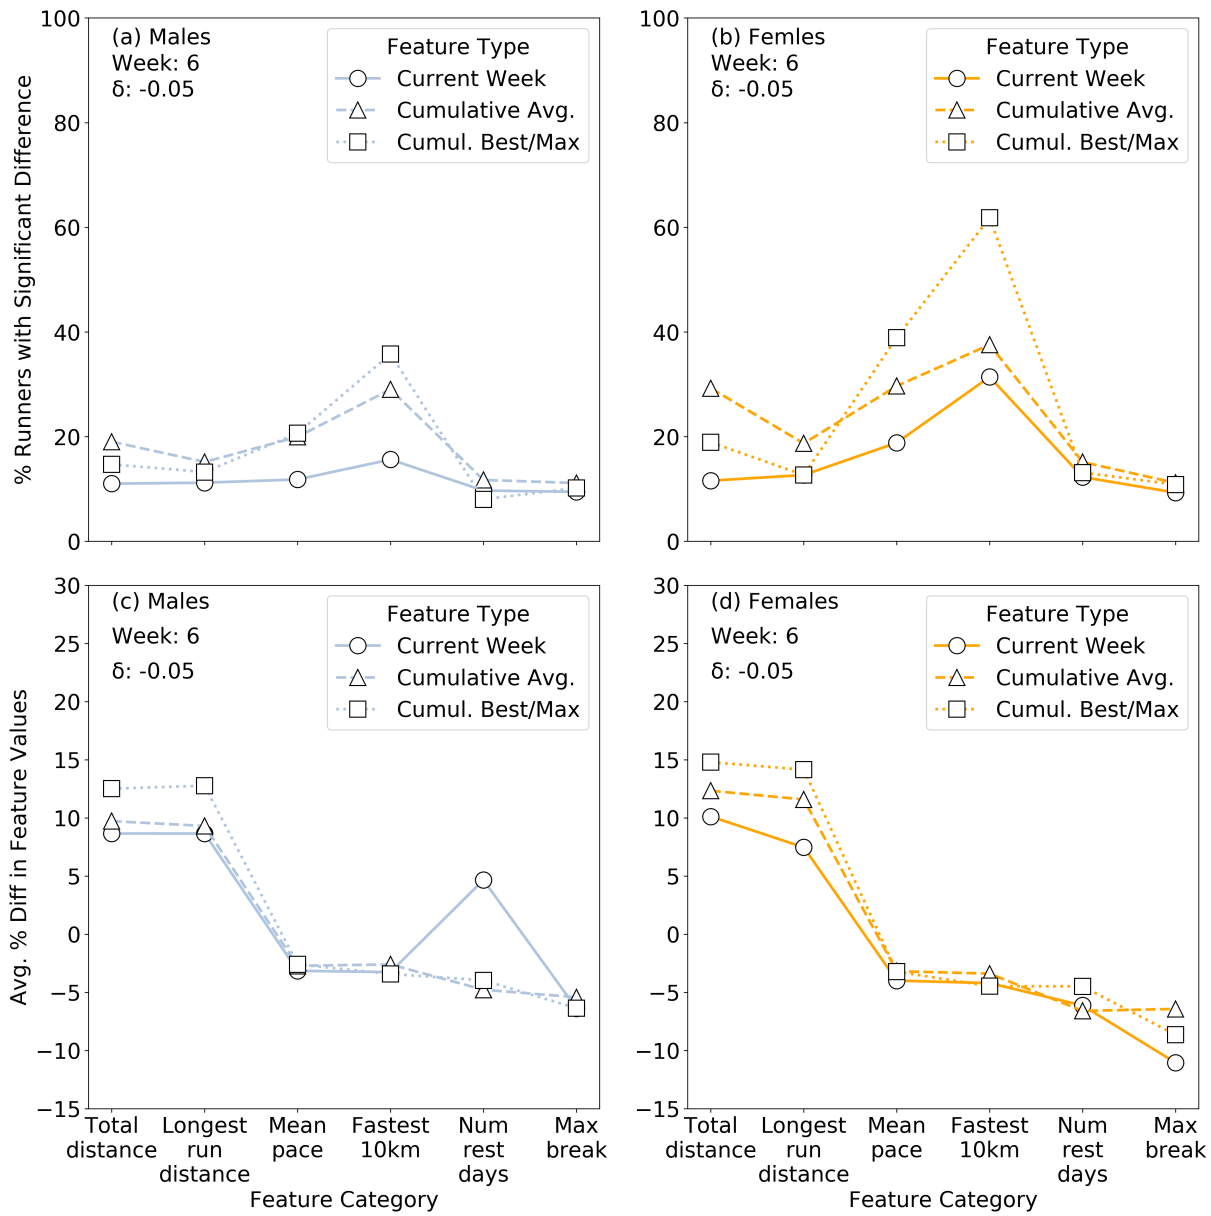 (a) Males
Week: 6
δ: -0.05
Feature Type
Current Week
Cumulative Avg.
Cumul. Best/Max
100
80
60
40
20
0
% Runners with Significant Difference
(b) Femles
Week: 6
δ: -0.05
Feature Type
Current Week
Cumulative Avg.
Cumul. Best/Max
100
80
60
40
20
0
(c) Males
Week: 6
δ: -0.05
Feature Type
Current Week
Cumulative Avg.
Cumul. Best/Max
30
25
20
15
10
5
0
−5
−10
−15
Avg. % Diff in Feature Values
Total
distance
Longest
run
distance
Mean
pace
Fastest
10km
Num
rest
days
Max
break
Feature Category
(d) Females
Week: 6
δ: -0.05
Feature Type
Current Week
Cumulative Avg.
Cumul. Best/Max
30
25
20
15
10
5
0
−5
−10
−15
Total
distance
Longest
run
distance
Mean
pace
Fastest
10km
Num
rest
days
Max
break
Feature Category